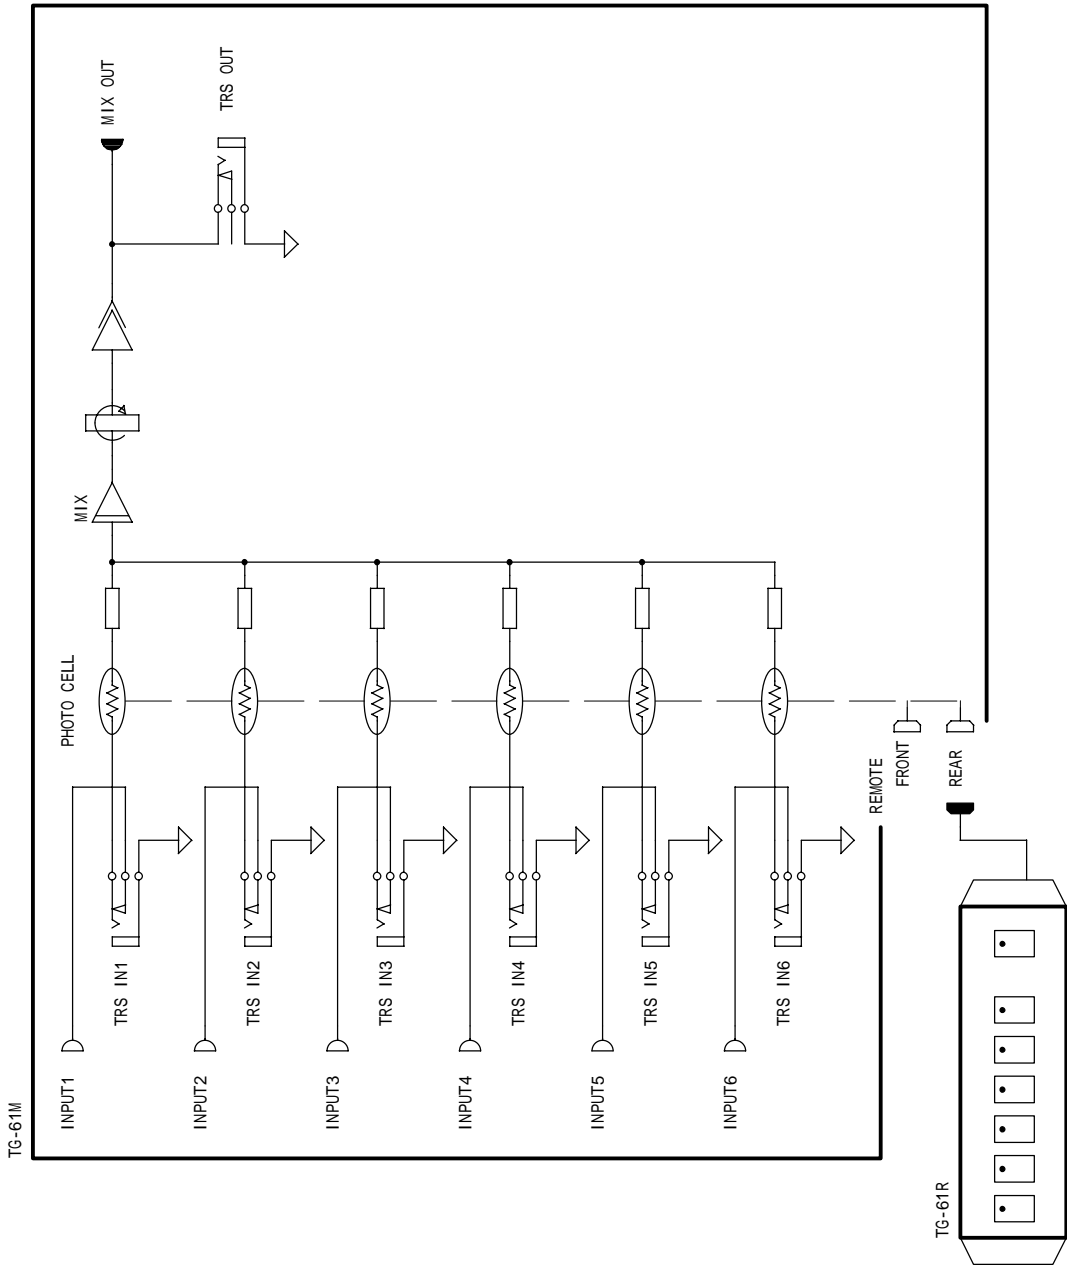 TG-61M
INPUT1
INPUT2
INPUT3
INPUT4
INPUT5
INPUT6
TRS IN1
TRS IN2
TRS IN3
TRS IN4
TRS IN5
TRS IN6
PHOTO CELL
MIX
MIX OUT
TRS OUT
REMOTE
FRONT
REAR
TG-61R